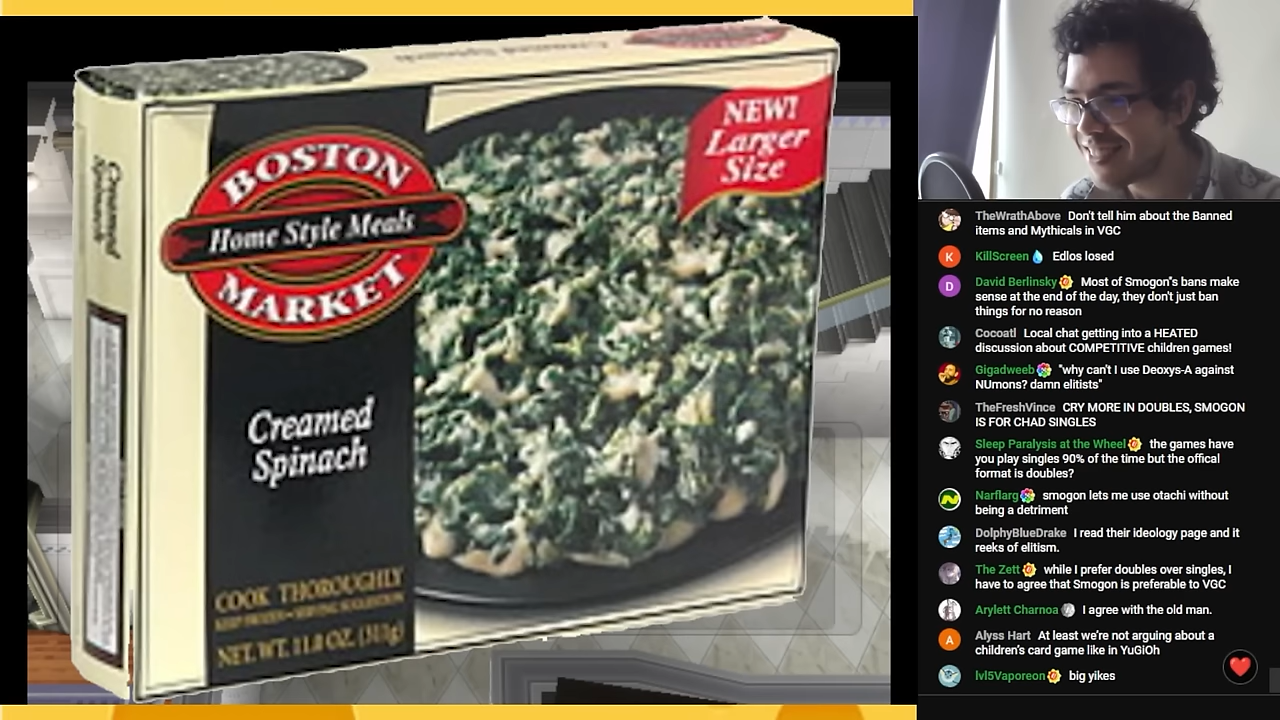 Creamed Spinach
NEW!
Larger
Size
BOSTON
Home Style Meals
MARKET
Creamed
Spinach
Creamed
Spinach
COOK THOROUGHLY
NET. WT. 11.0 OZ. (311g)
TheWrathAbove Don't tell him about the Banned
items and Mythicals in VGC
K KillScreen Edlos losed
D David Berlinsky Most of Smogon"s bans make
sense at the end of the day, they don't just ban
things for no reason
Cocoatl Local chat getting into a HEATED
discussion about COMPETITIVE children games!
Gigadweeb "why can't I use Deoxys-A against
NUmons? damn elitists"
TheFreshVince CRY MORE IN DOUBLES, SMOGON
IS FOR CHAD SINGLES
Sleep Paralysis at the Wheel the games have
you play singles 90% of the time but the offical
format is doubles?
Narflarg smogon lets me use otachi without
being a detriment
DolphyBlueDrake I read their ideology page and it
reeks of elitism.
The Zett while I prefer doubles over singles, I
have to agree that Smogon is preferable to VGC
Arylett Charnoa I agree with the old man.
A Alyss Hart At least we're not arguing about a
children's card game like in YuGiOh
lvl5Vaporeon big yikes